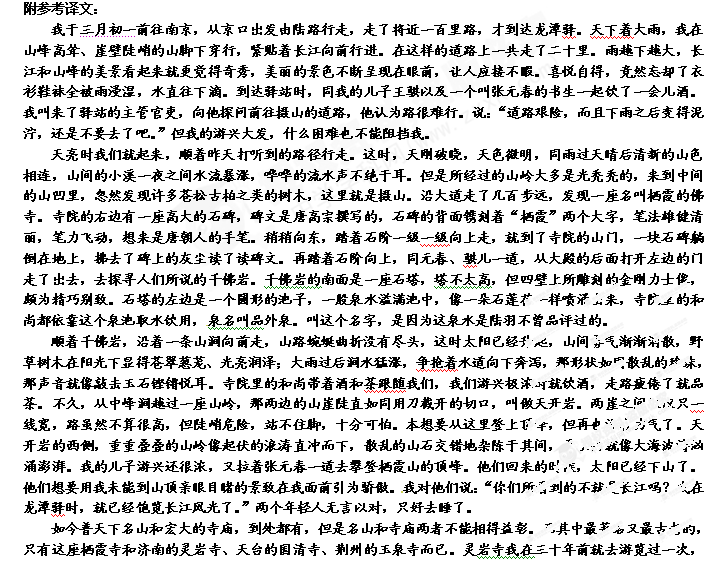 附参考译文：
我于三月初一前往南京，从京口出发由陆路行走，走了将近一百里路，才到达龙潭驿。天下着大雨，我在
山峰高年、崖壁陡峭的山脚下穿行，紧贴着长江向前行进。在这样的道路上一共走了二十里。雨越下越大，长
江和山峰的美景看起来就更觉得奇秀，美丽的景色不断呈现在眼前，让人应接不暇。喜悦自得，竟然忘却了衣
衫鞋袜全被雨浸湿，水直往下滴。到达驿站时，同我的儿子王騏以及一个叫张元春的书生一起饮了一会儿酒。
我叫来了驿站的主管官吏，向他探问前往摄山的道路，他认为路很难行。说：“道路艰险，而且下雨之后变得泥
泞，还是不要去了吧。”但我的游兴大发，什么困难也不能阻挡我。
天亮时我们就起来，顺着昨天打听到的路径行走。这时，天刚破晓，天色微明，同雨过天晴后清新的山色
相连，山间的小溪一夜之间水流暴涨，哗哗的流水声不绝于耳。但是所经过的山岭大多是光秃秃的，来到中间
的山凹里，忽然发现许多苍松古柏之类的树木，这里就是摄山。沿大道走了几百步远，发现一座名叫栖霞的佛
寺。寺院的右边有一座高大的石碑，碑文是唐高宗撰写的，石碑的背面镌刻着“栖霞”两个大字，笔法雄健清
丽，笔力飞动，想来是唐朝人的手笔。稍稍向东，踏着石阶一级一级向上走，就到了寺院的山门，一块石碑躺
倒在地上，拂去了碑上的灰尘读了读碑文。再踏着石阶向上，同元春、騏儿一道，从大殿的后面打开左边的门
走了出去，去探寻人们所说的千佛岩。千佛岩的南面是一座石塔，塔不太高，但四壁上所雕刻的金刚力士像，
颇为精巧别致。石塔的左边是一个圆形的池子，一股泉水溢满池中，像一朵石莲花一样喷涌出来，寺院里的和
尚都依靠这个泉池取水饮用，泉名叫品外泉。叫这个名字，是因为这泉水是陆羽不曾品评过的。
顺着千佛岩，沿着一条山涧向前走，山路蜿蜒曲折没有尽头，这时太阳已经升起，山间雾气渐渐消散，野
草树木在阳光下显得苍翠葱茏、光亮润泽；大雨过后涧水猛涨，争抢着水道向下奔泻，那形状如同散乱的珍珠，
那声音就像敲击玉石铿锵悦耳。寺院里的和尚带着酒和茶跟随我们，我们游兴极浓时就饮酒，走路疲倦了就品
茶。不久，从中峰涧越过一座山岭，那两边的山崖陡直如同用刀裁开的切口，叫做天开岩。两崖之间仅仅只一
线宽，路虽然不算很高，但陡峭危险，站不住脚，十分可怕。本想要从这里登上顶峰，但再也没有力气了。天
开岩的西侧，重重叠叠的山岭像起伏的波涛直冲而下，散乱的山石交错地杂陈于其间，
就像大海波涛汹
涌澎湃。我的儿子游兴还很浓，又拉着张元春一道去攀登栖霞山的顶峰。他们回来的时候，太阳已经下山了。
他们想要用我未能到山顶亲眼目睹的景致在我面前引为骄傲。我对他们说：“你们所看到的不就是长江吗？我在
龙潭驿时，就已经饱览长江风光了。”两个年轻人无言以对，只好去睡了。
如今普天下名山和宏大的寺庙，到处都有，但是名山和寺庙两者不能相得益彰。而其中最著名又最古老的，
只有这座栖霞寺和济南的灵岩寺、天台的国清寺、荆州的玉泉寺而已。灵岩寺我在三十年前就去游览过一次，